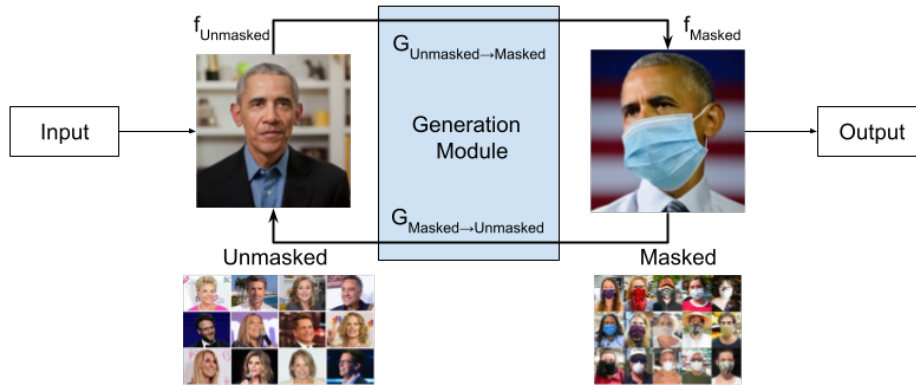 f_Unmasked
f_Masked
G_Unmasked→Masked
Input
Generation
Module
Output
G_Masked→Unmasked
Unmasked
Masked